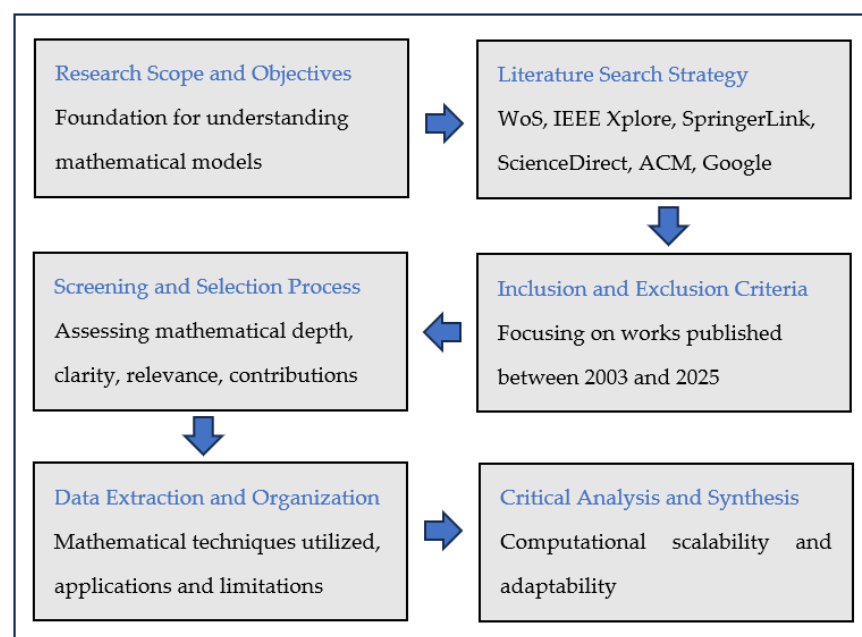 Research Scope and Objectives
Foundation for understanding
mathematical models
Literature Search Strategy
WoS, IEEE Xplore, SpringerLink,
ScienceDirect, ACM, Google
Inclusion and Exclusion Criteria
Focusing on works published
between 2003 and 2025
Screening and Selection Process
Assessing mathematical depth,
clarity, relevance, contributions
Data Extraction and Organization
Mathematical techniques utilized,
applications and limitations
Critical Analysis and Synthesis
Computational scalability and
adaptability